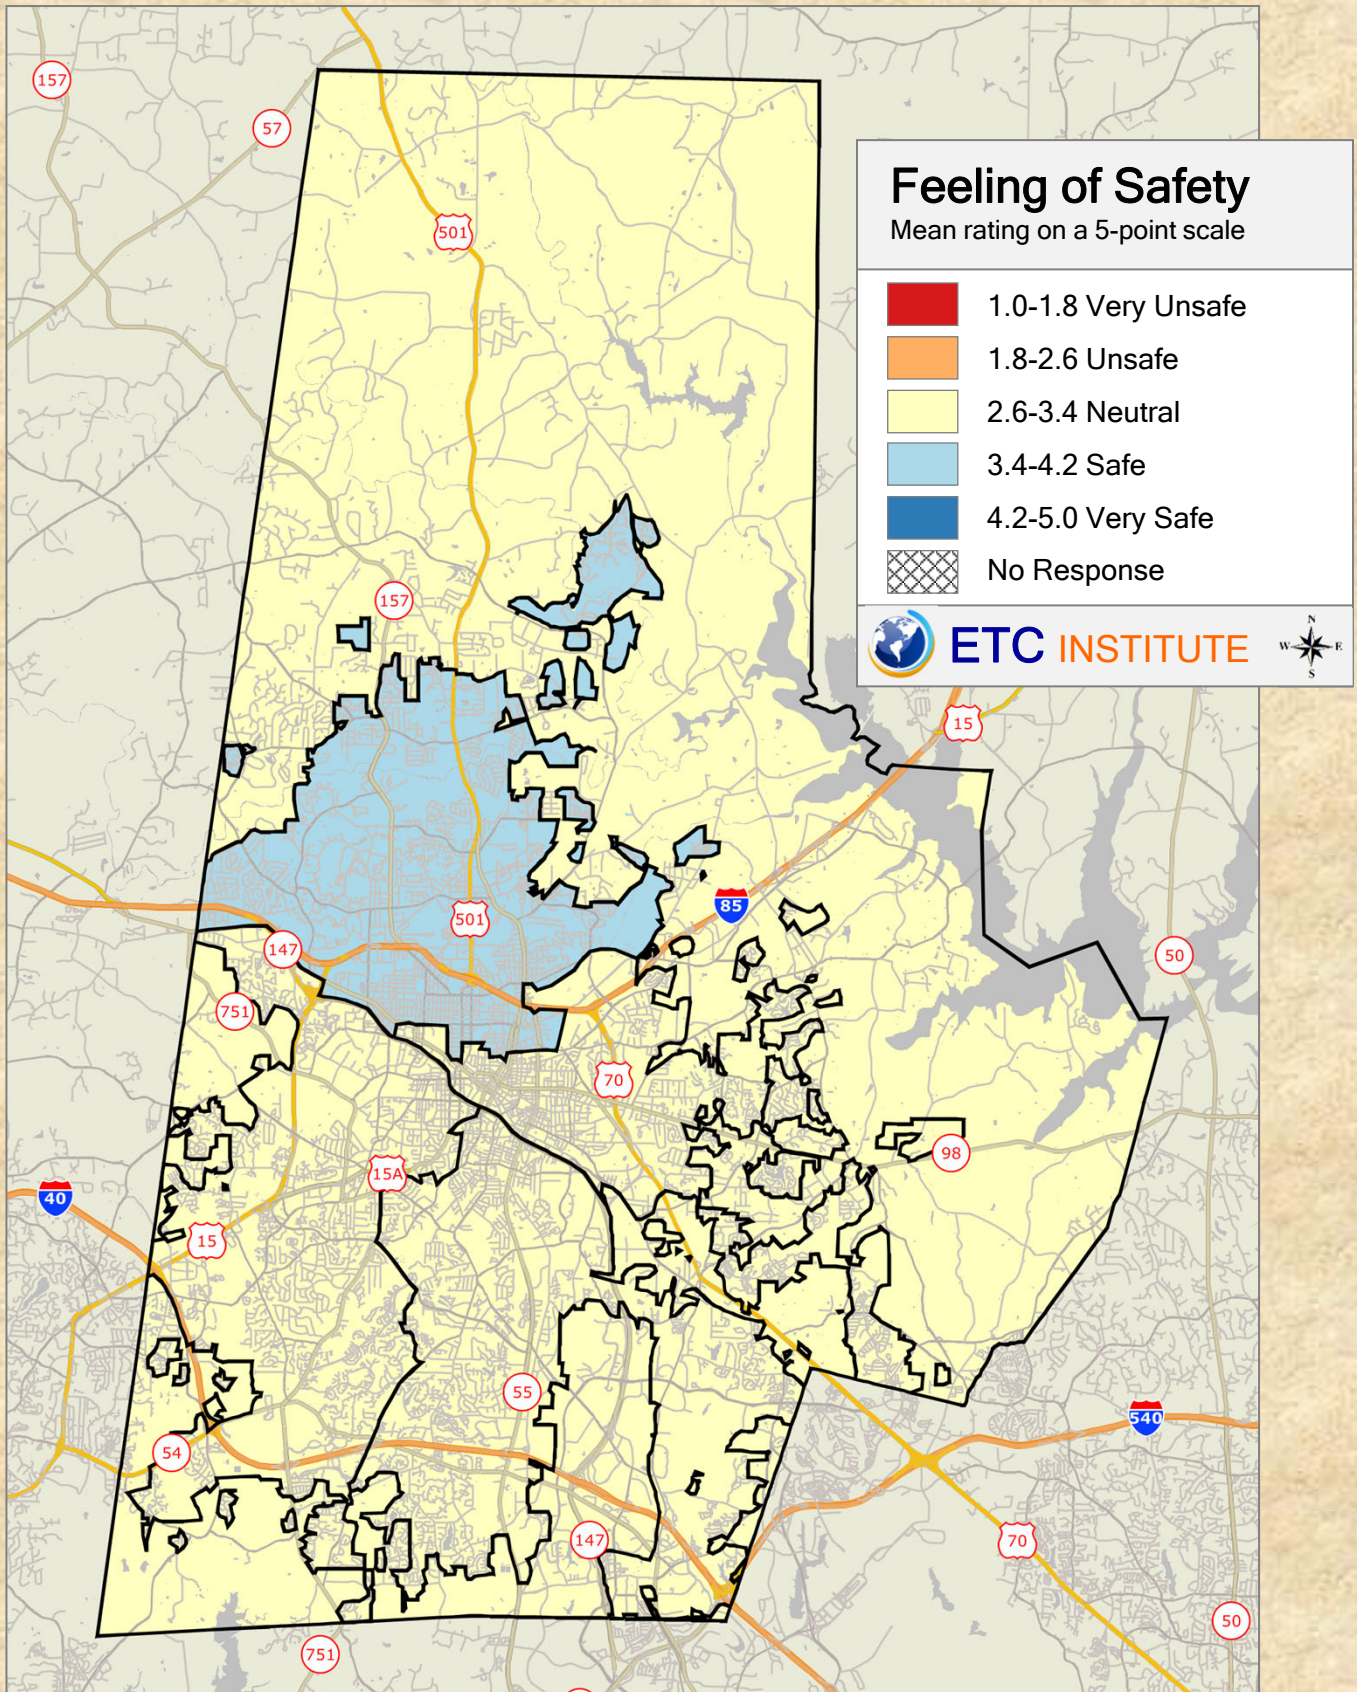 157
57
501
Feeling of Safety
Mean rating on a 5-point scale
1.0-1.8 Very Unsafe
1.8-2.6 Unsafe
2.6-3.4 Neutral
3.4-4.2 Safe
4.2-5.0 Very Safe
No Response
ETC INSTITUTE
N
W E
S
157
15
85
501
147
50
751
70
98
15A
40
15
55
540
54
147
70
50
751